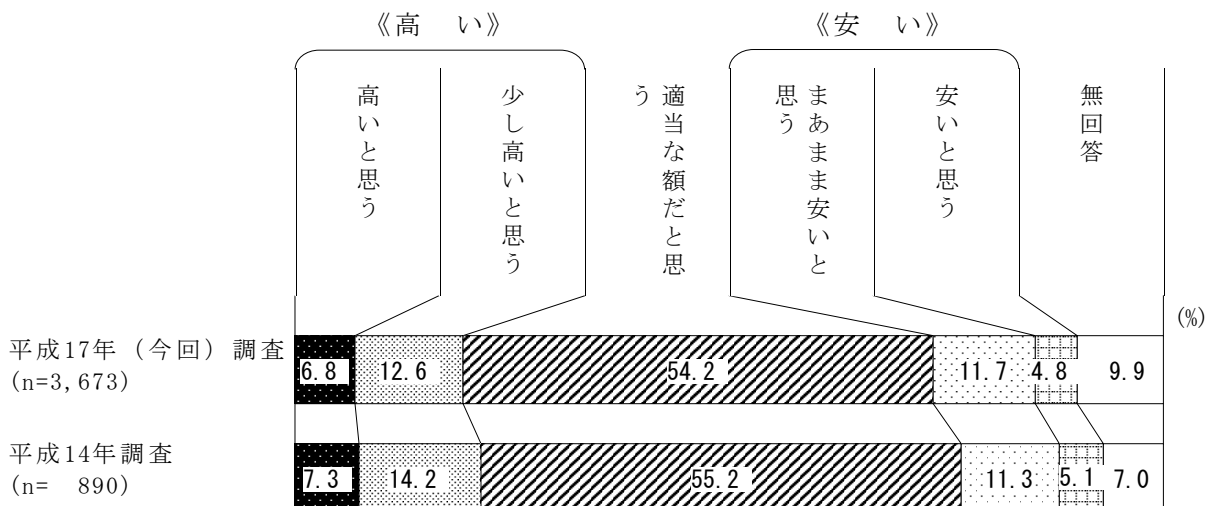 《高　い》
《安　い》
高いと思う
少し高いと思う
適当な額だと思
う
まあまま安いと
思う
安いと思う
無回答
(%)
平成17年（今回）調査
(n=3,673)
6.8
12.6
54.2
11.7
4.8
9.9
平成14年調査
(n=　890)
7.3
14.2
55.2
11.3
5.1
7.0